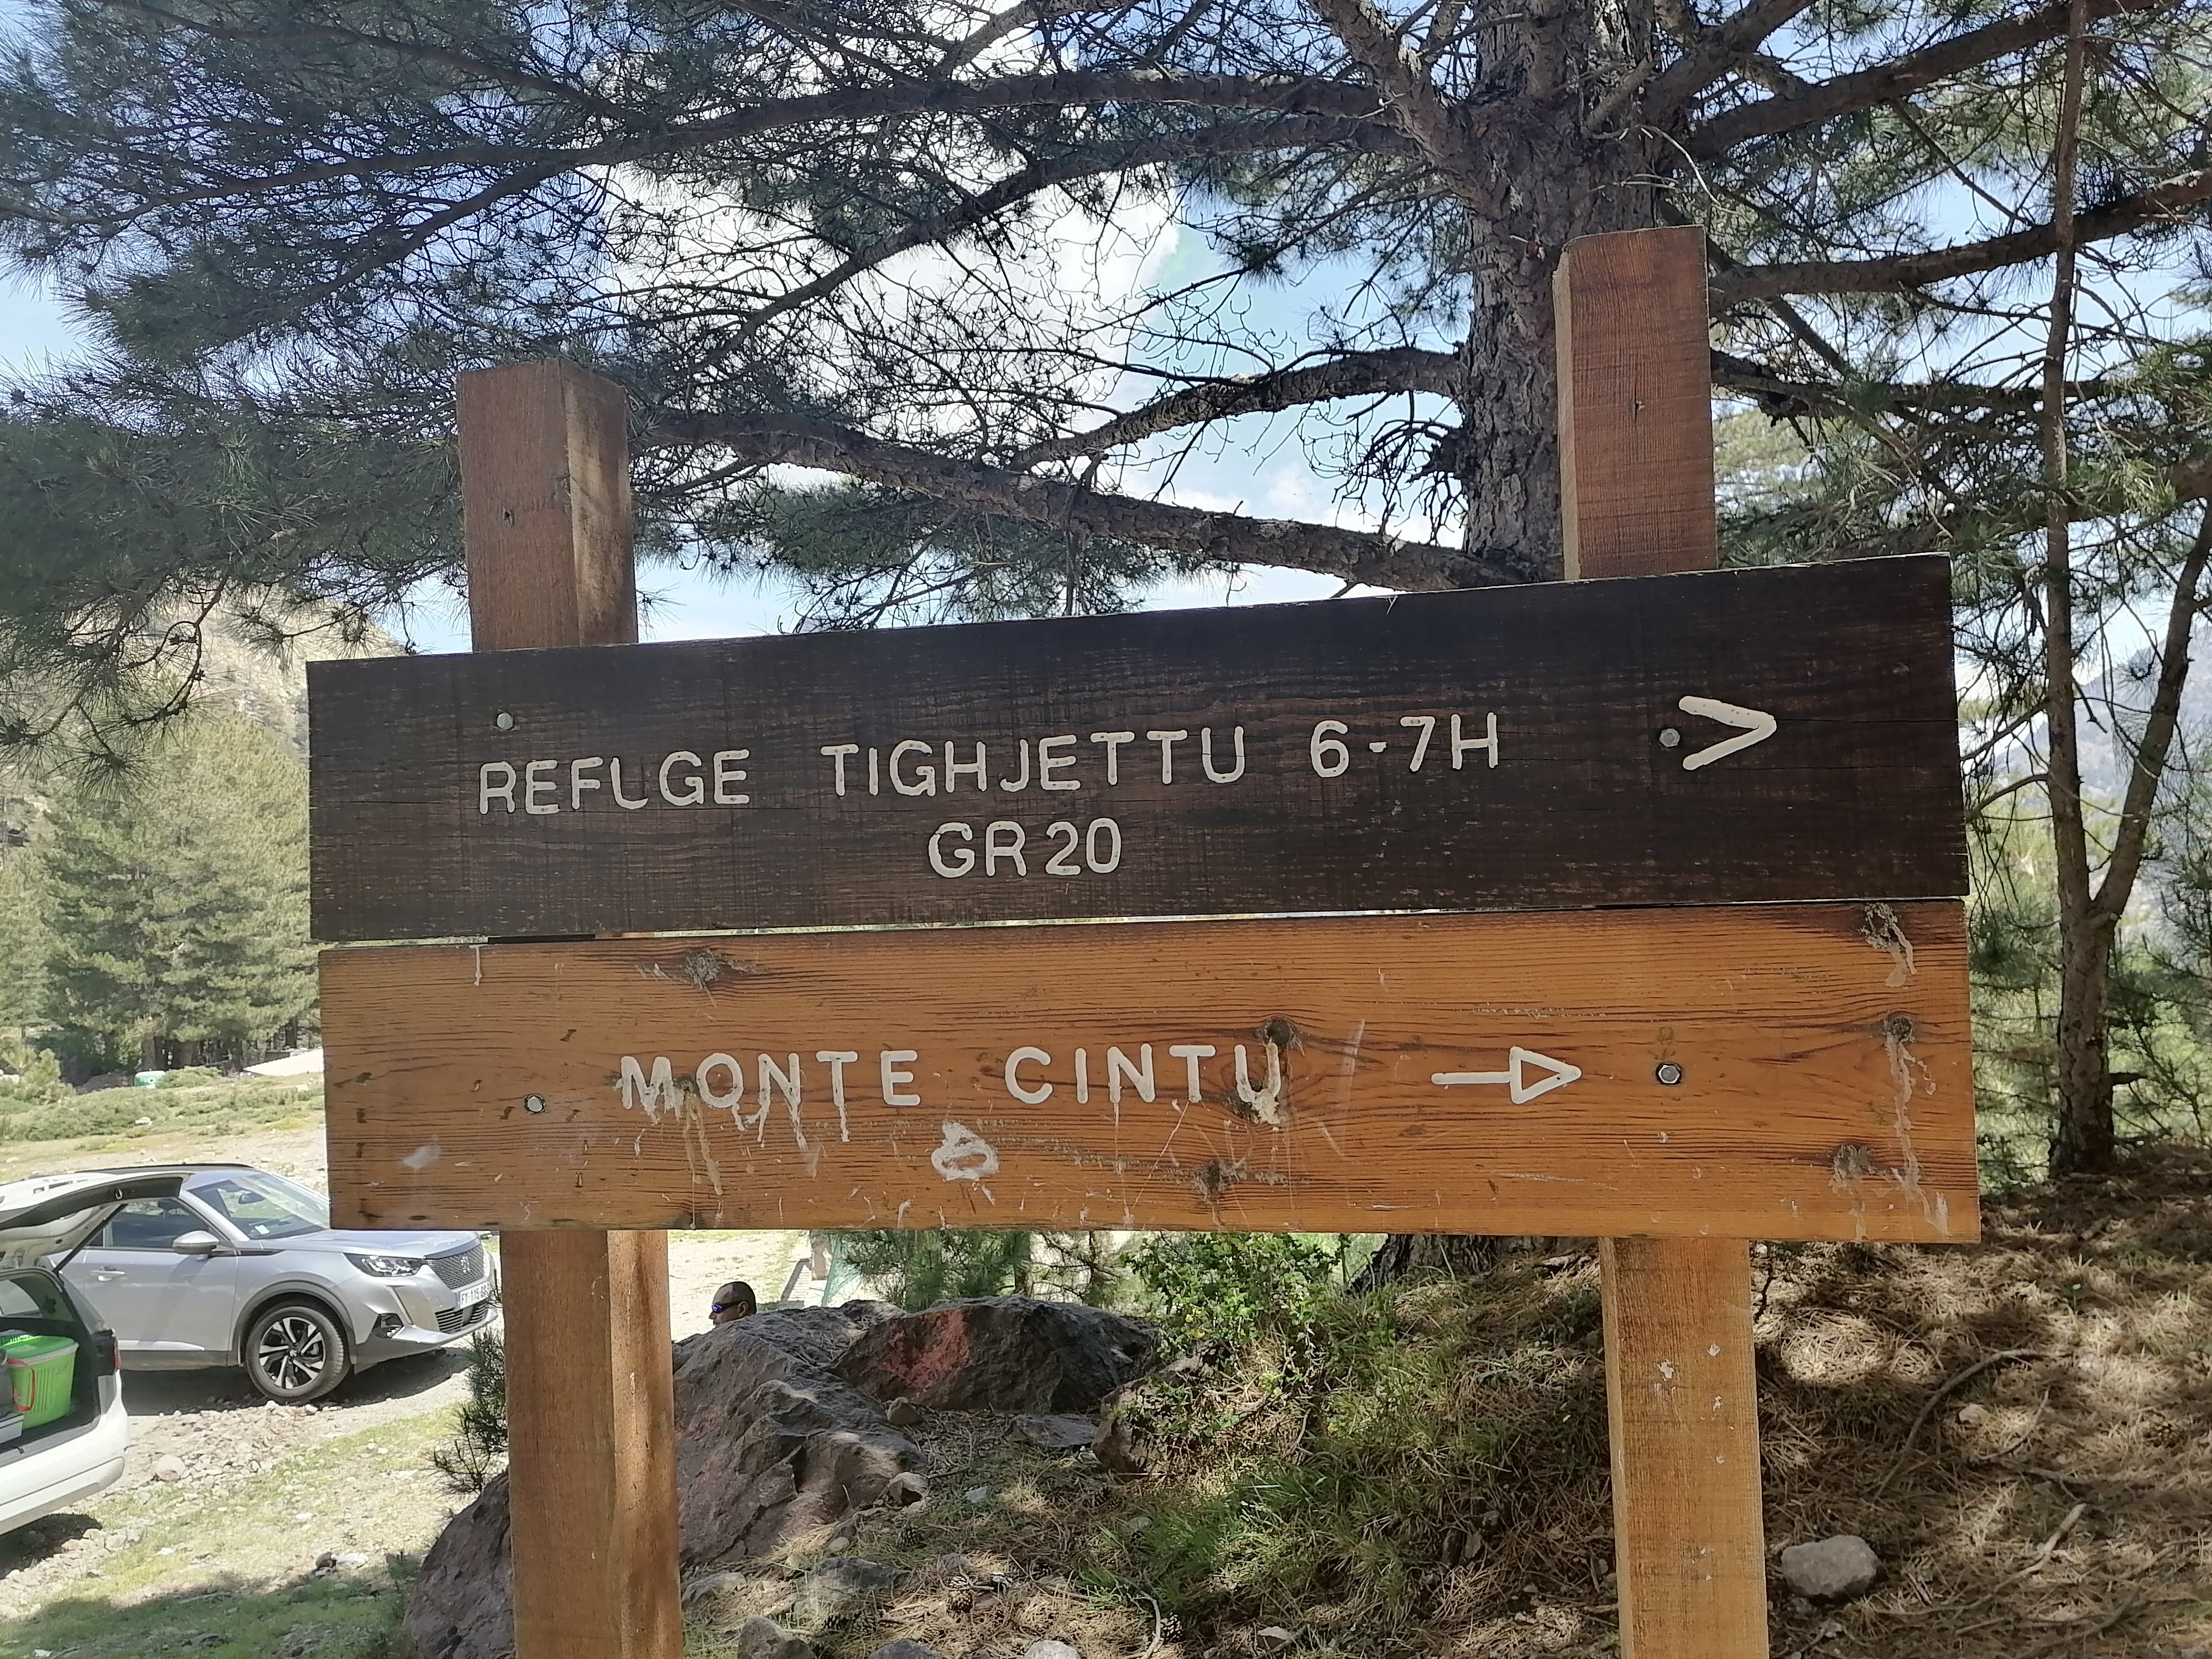 REFUGE TIGHJETTU 6-7H >
GR20
MONTE CINTU